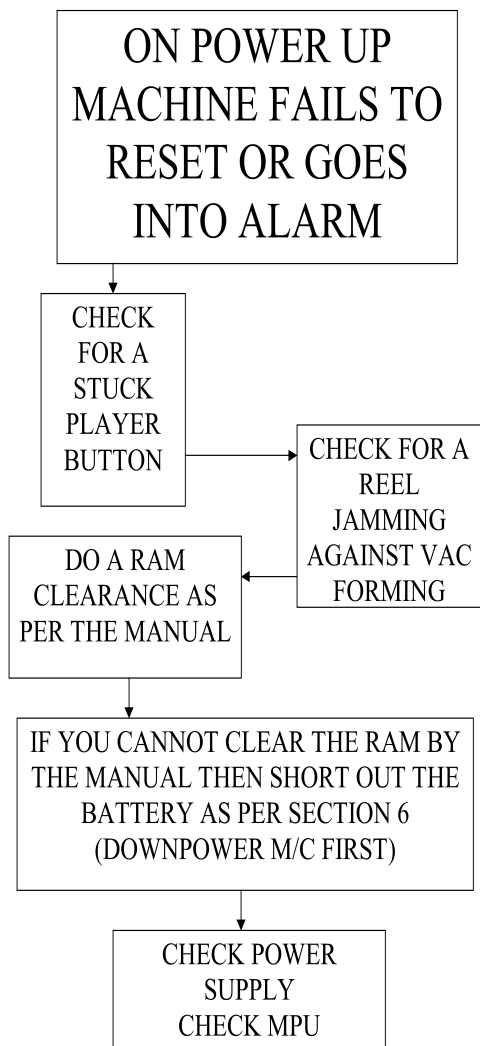 ON POWER UP
MACHINE FAILS TO
RESET OR GOES
INTO ALARM
CHECK
FOR A
STUCK
PLAYER
BUTTON
CHECK FOR A
REEL
JAMMING
AGAINST VAC
FORMING
DO A RAM
CLEARANCE AS
PER THE MANUAL
IF YOU CANNOT CLEAR THE RAM BY
THE MANUAL THEN SHORT OUT THE
BATTERY AS PER SECTION 6
(DOWNPOWER M/C FIRST)
CHECK POWER
SUPPLY
CHECK MPU